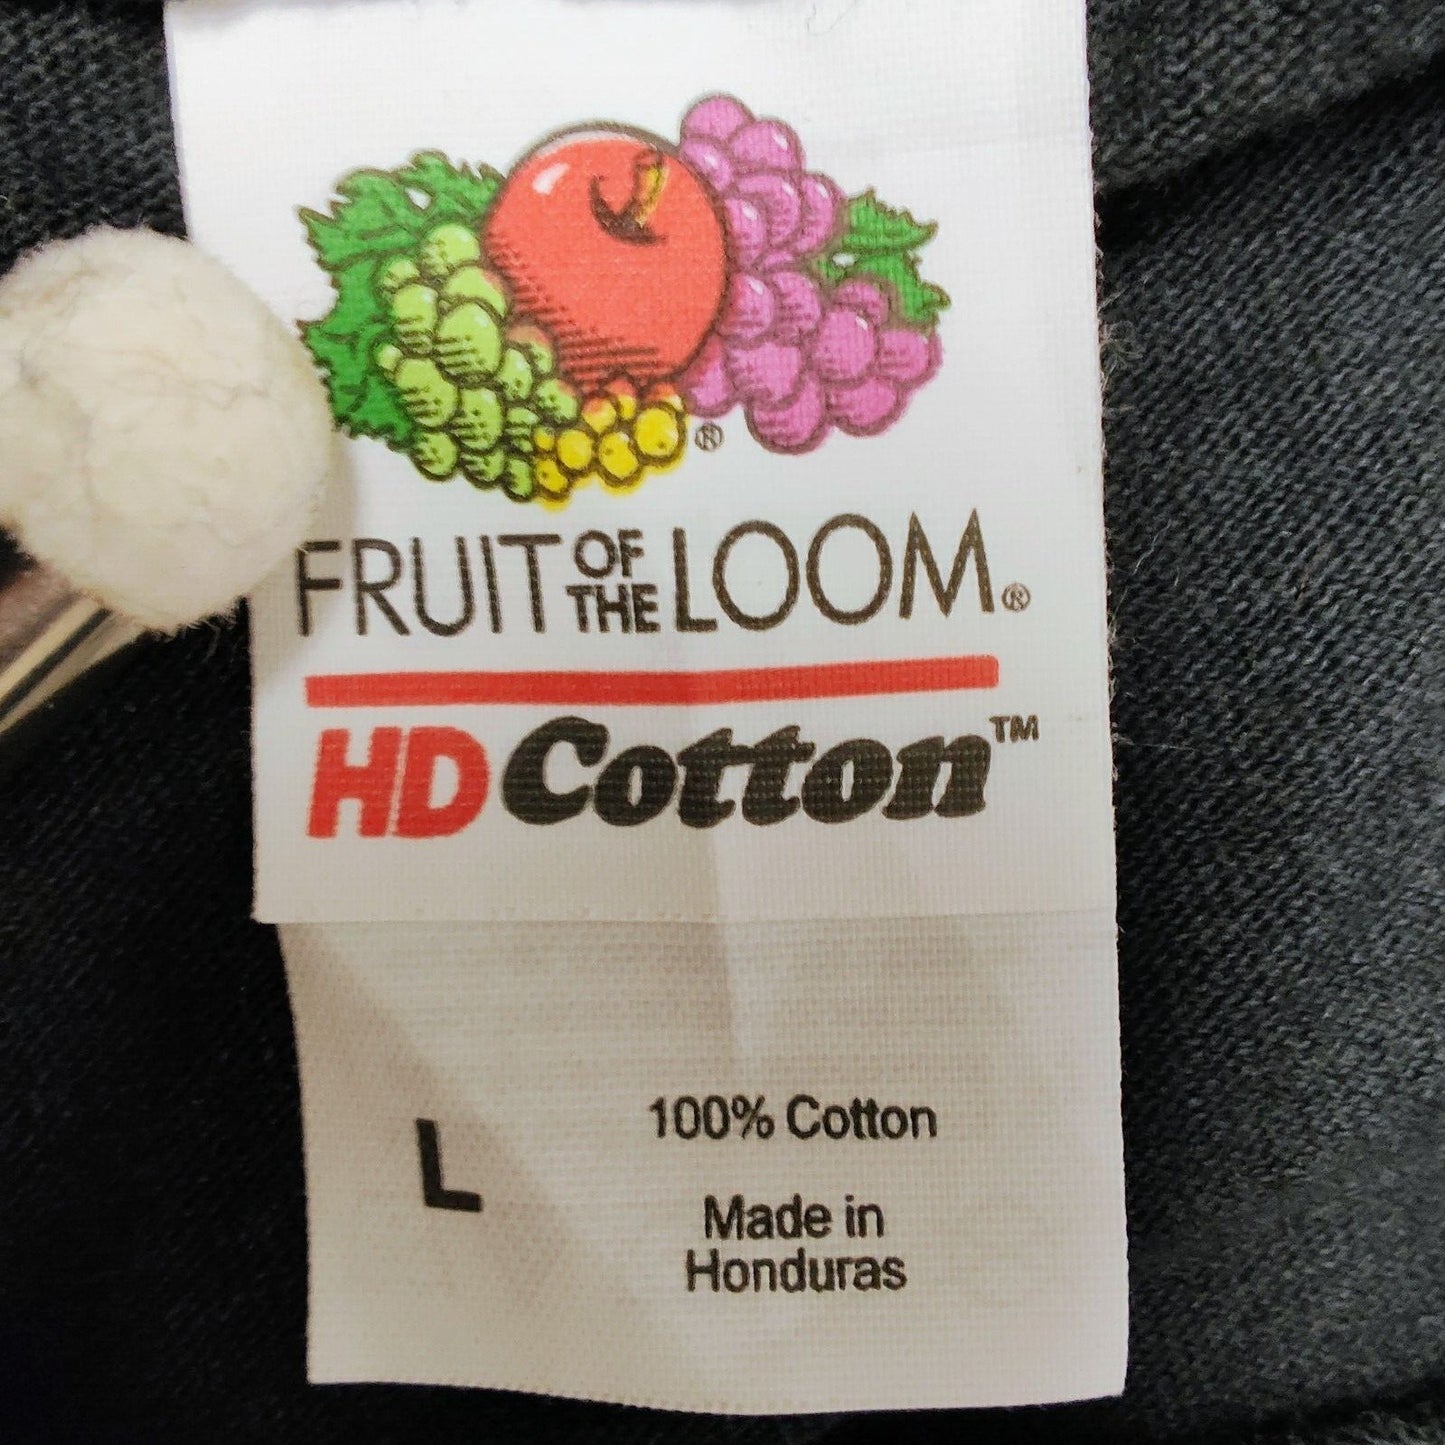 ®
FRUIT OF THE LOOM®
HD Cotton™
L
100% Cotton
Made in
Honduras